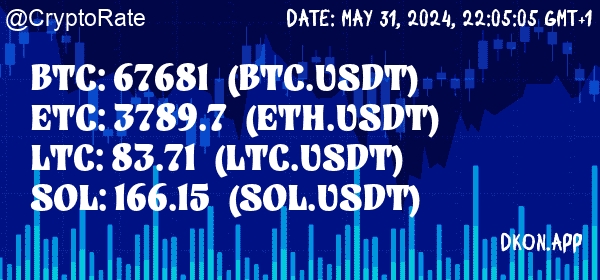 @CryptoRate
DATE: MAY 31, 2024, 22:05:05 GMT+1
BTC: 67681 (BTC.USDT)
ETC: 3789.7 (ETH.USDT)
LTC: 83.71 (LTC.USDT)
SOL: 166.15 (SOL.USDT)
DKON.APP